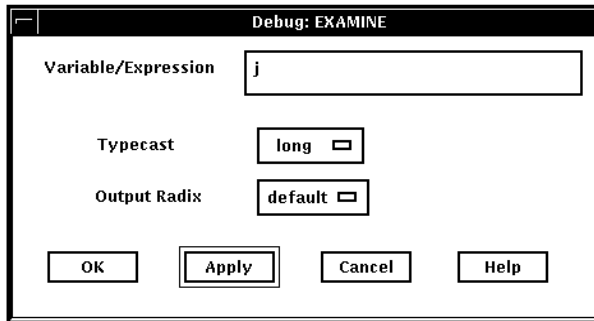 Debug: EXAMINE
Variable/Expression j
Typecast long
Output Radix default
OK Apply Cancel Help